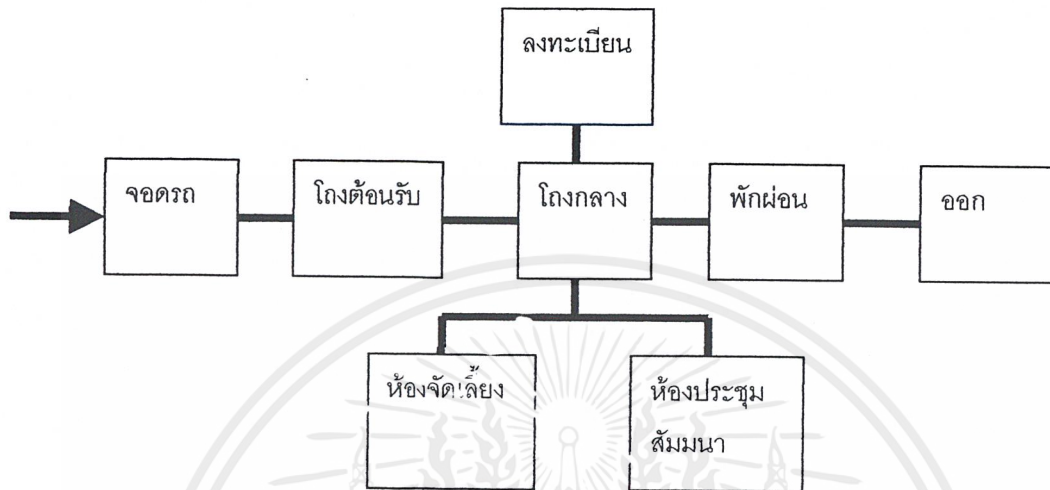 ลงทะเบียน
จอดรถ
โถงต้อนรับ
โถงกลาง
พักผ่อน
ออก
ห้องจัดเลี้ยง
ห้องประชุม
สัมมนา